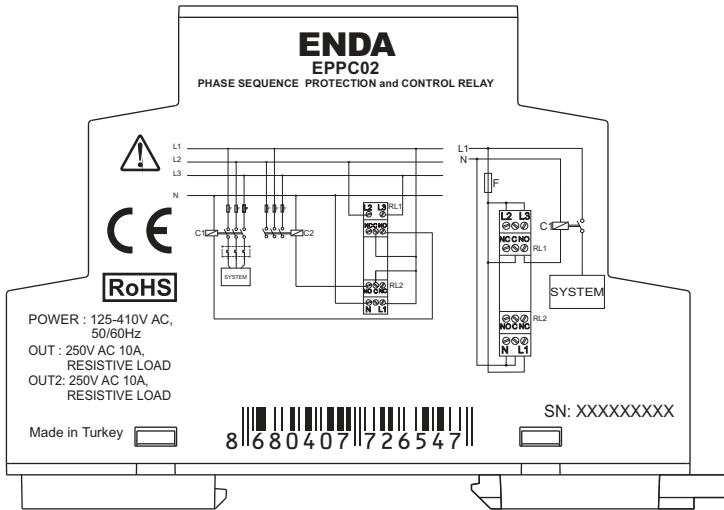 ENDA
EPPC02
PHASE SEQUENCE PROTECTION and CONTROL RELAY
L1
L2
L3
N
C1
C2
SYSTEM
L2 L3
RL1
NC C NO
RL2
NO C NC
N L1
L1
N
F
L2 L3
NC C NO
RL1
C1
SYSTEM
RL2
NO C NC
N L1
CE
RoHS
POWER : 125-410V AC,
50/60Hz
OUT : 250V AC 10A,
RESISTIVE LOAD
OUT2: 250V AC 10A,
RESISTIVE LOAD
Made in Turkey
8 680407 726547
SN: XXXXXXXXX